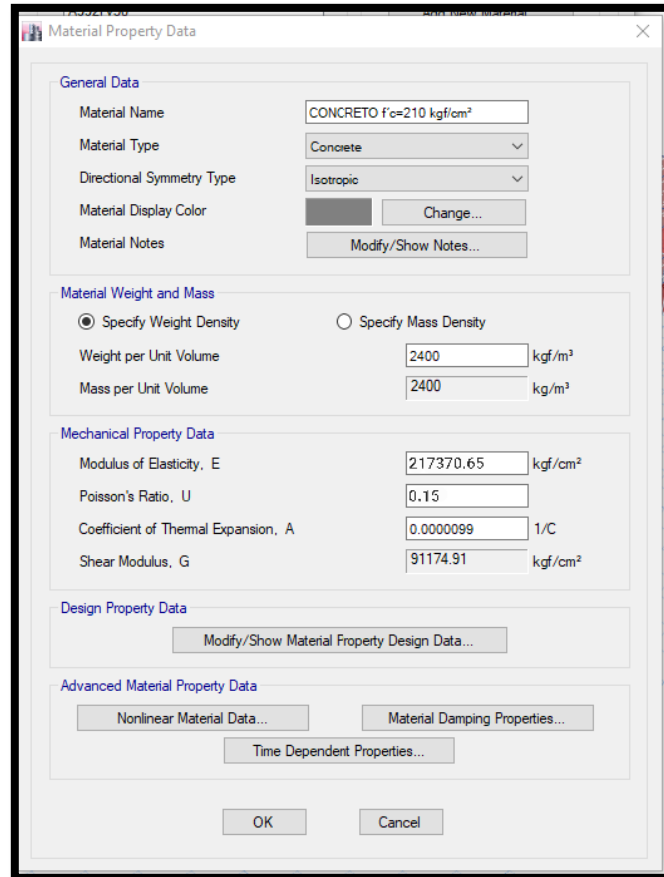 Material Property Data
General Data
Material Name CONCRETO f'c=210 kgf/cm²
Material Type Concrete
Directional Symmetry Type Isotropic
Material Display Color Change...
Material Notes Modify/Show Notes...
Material Weight and Mass
Specify Weight Density Specify Mass Density
Weight per Unit Volume 2400 kgf/m³
Mass per Unit Volume 2400 kg/m³
Mechanical Property Data
Modulus of Elasticity, E 217370.65 kgf/cm²
Poisson's Ratio, U 0.15
Coefficient of Thermal Expansion, A 0.0000099 1/C
Shear Modulus, G 91174.91 kgf/cm²
Design Property Data
Modify/Show Material Property Design Data...
Advanced Material Property Data
Nonlinear Material Data... Material Damping Properties...
Time Dependent Properties...
OK Cancel